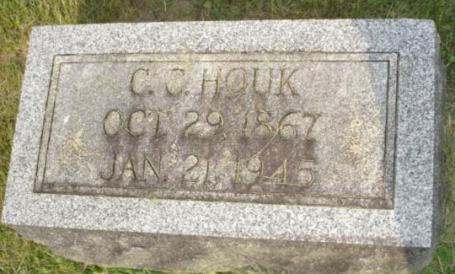 C. C. HOUK
OCT. 29, 1867
JAN. 21, 1945